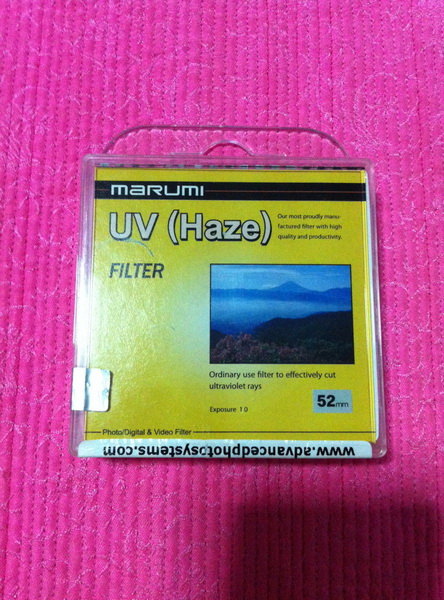 marumi
UV (Haze)
Our most proudly manu-
factured filter with high
quality and productivity.
FILTER
Ordinary use filter to effectively cut
ultraviolet rays
Exposure 1 0
52mm
Photo/Digital & Video Filter
www.advancedphotosystems.com